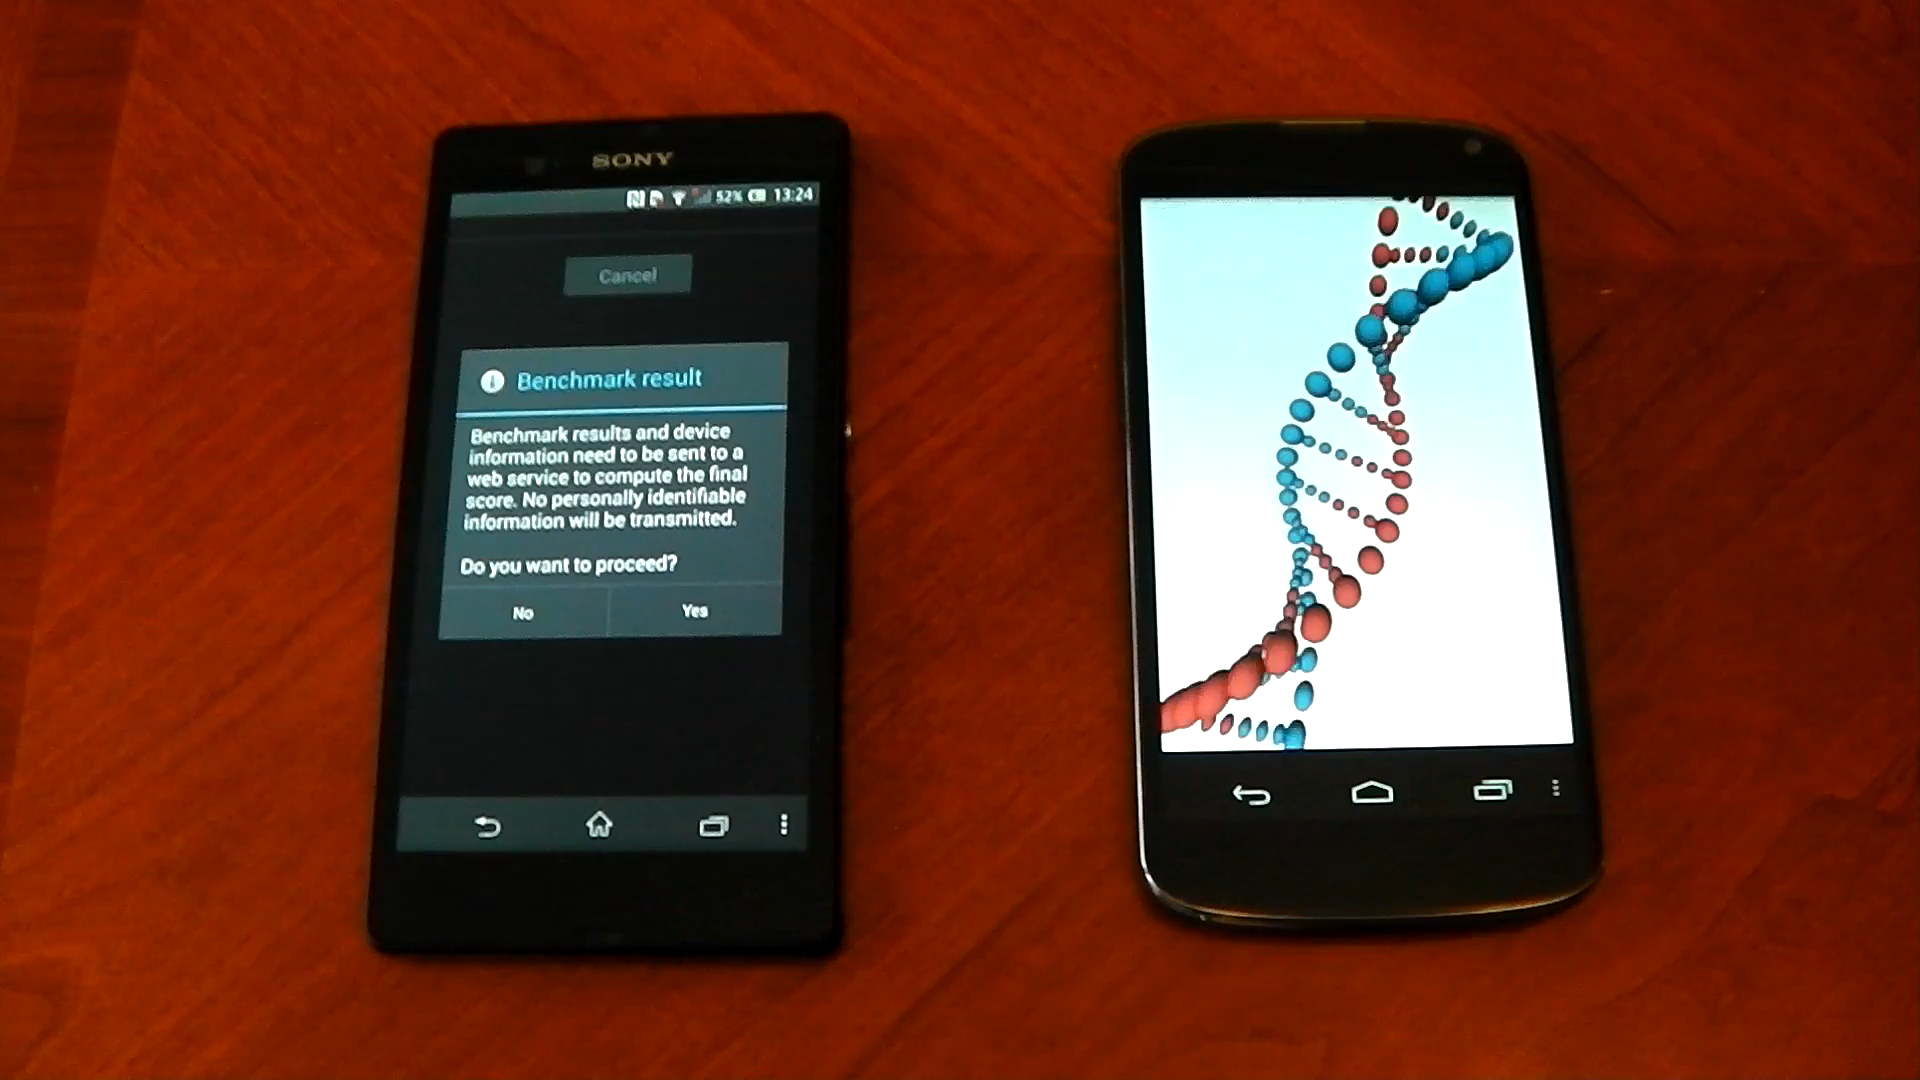 SONY
52% 13:24
Cancel
Benchmark result
Benchmark results and device
information need to be sent to a
web service to compute the final
score. No personally identifiable
information will be transmitted.
Do you want to proceed?
No Yes